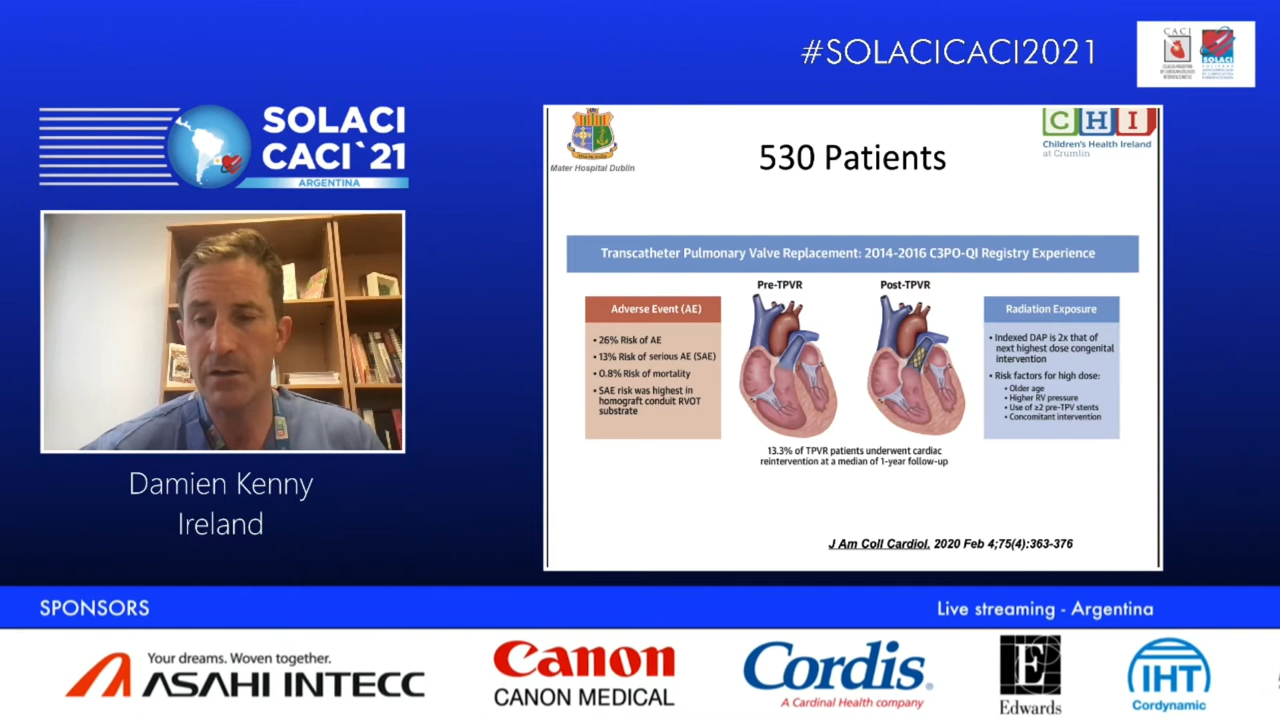 #SOLACICACI2021
CACI
SOLACI
SOLACI
CACI`21
ARGENTINA
Damien Kenny
Ireland
Mater Hospital Dublin
CHI
Children's Health Ireland
at Crumlin
530 Patients
Transcatheter Pulmonary Valve Replacement: 2014-2016 C3PO-QI Registry Experience
Adverse Event (AE)
• 26% Risk of AE
• 13% Risk of serious AE (SAE)
• 0.8% Risk of mortality
• SAE risk was highest in
homograft conduit RVOT
substrate
Pre-TPVR
Post-TPVR
13.3% of TPVR patients underwent cardiac
reintervention at a median of 1-year follow-up
Radiation Exposure
• Indexed DAP is 2x that of
next highest dose congenital
intervention
• Risk factors for high dose:
• Older age
• Higher RV pressure
• Use of ≥2 pre-TPV stents
• Concomitant intervention
J Am Coll Cardiol. 2020 Feb 4;75(4):363-376
SPONSORS
Live streaming - Argentina
Your dreams. Woven together.
ASAHI INTECC
Canon
CANON MEDICAL
Cordis.
A Cardinal Health company
E
Edwards
IHT
Cordynamic